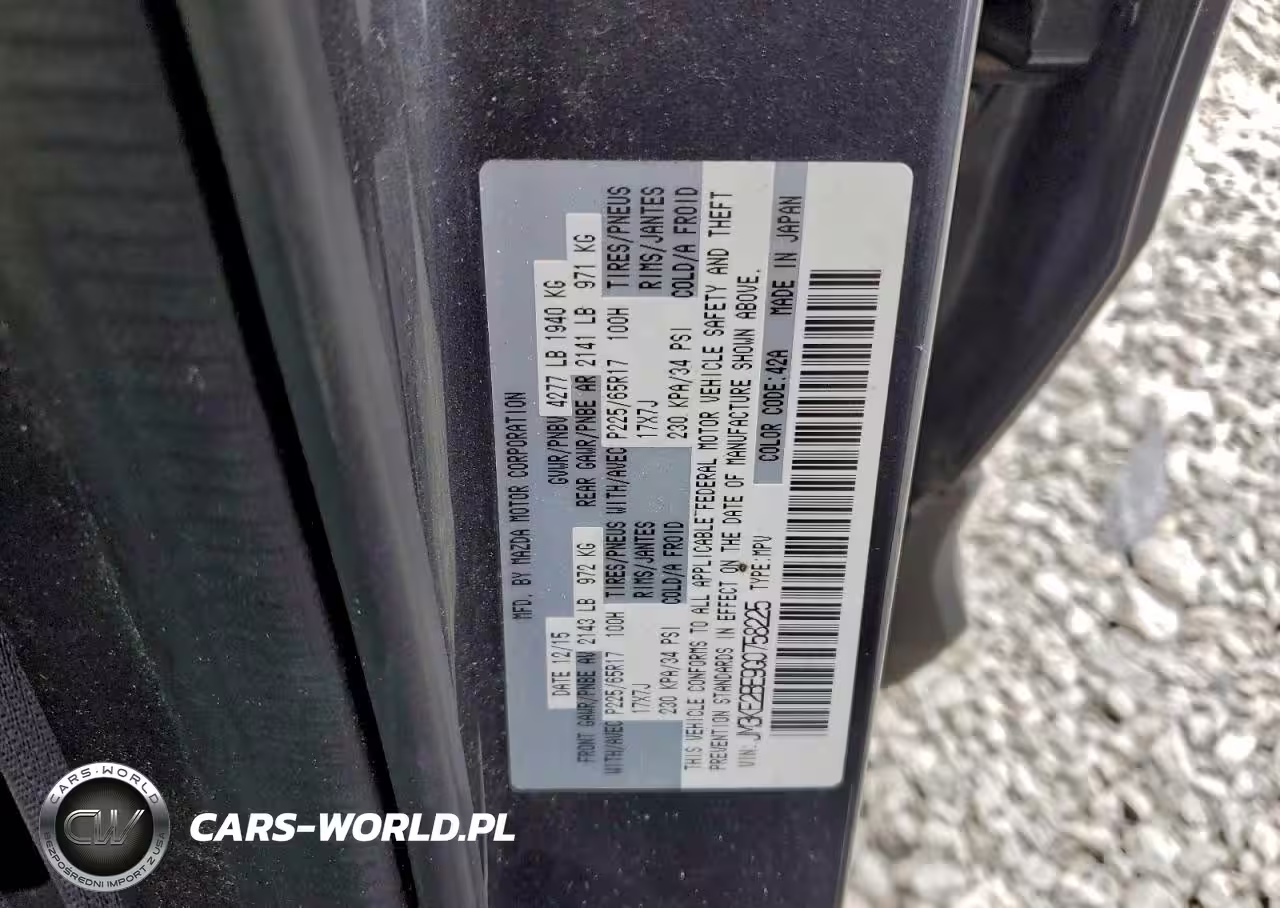 MFD. BY MAZDA MOTOR CORPORATION
DATE 12/15 GVWR/PNBV 4277 LB 1940 KG
FRONT GAWR/PNBE AV 2143 LB 972 KG REAR GAWR/PNBE AR 2141 LB 971 KG
WITH/AVEC P225/65R17 100H TIRES/PNEUS WITH/AVEC P225/65R17 100H TIRES/PNEUS
17X7J RIMS/JANTES 17X7J RIMS/JANTES
230 KPA/34 PSI COLD/A FROID 230 KPA/34 PSI COLD/A FROID
THIS VEHICLE CONFORMS TO ALL APPLICABLE FEDERAL MOTOR VEHICLE SAFETY AND THEFT
PREVENTION STANDARDS IN EFFECT ON THE DATE OF MANUFACTURE SHOWN ABOVE.
VIN: JM3KE2BE9G0758225 TYPE:MPV COLOR CODE:42A MADE IN JAPAN
CARS-WORLD
CW
BEZPOŚREDNI IMPORT Z USA
CARS-WORLD.PL